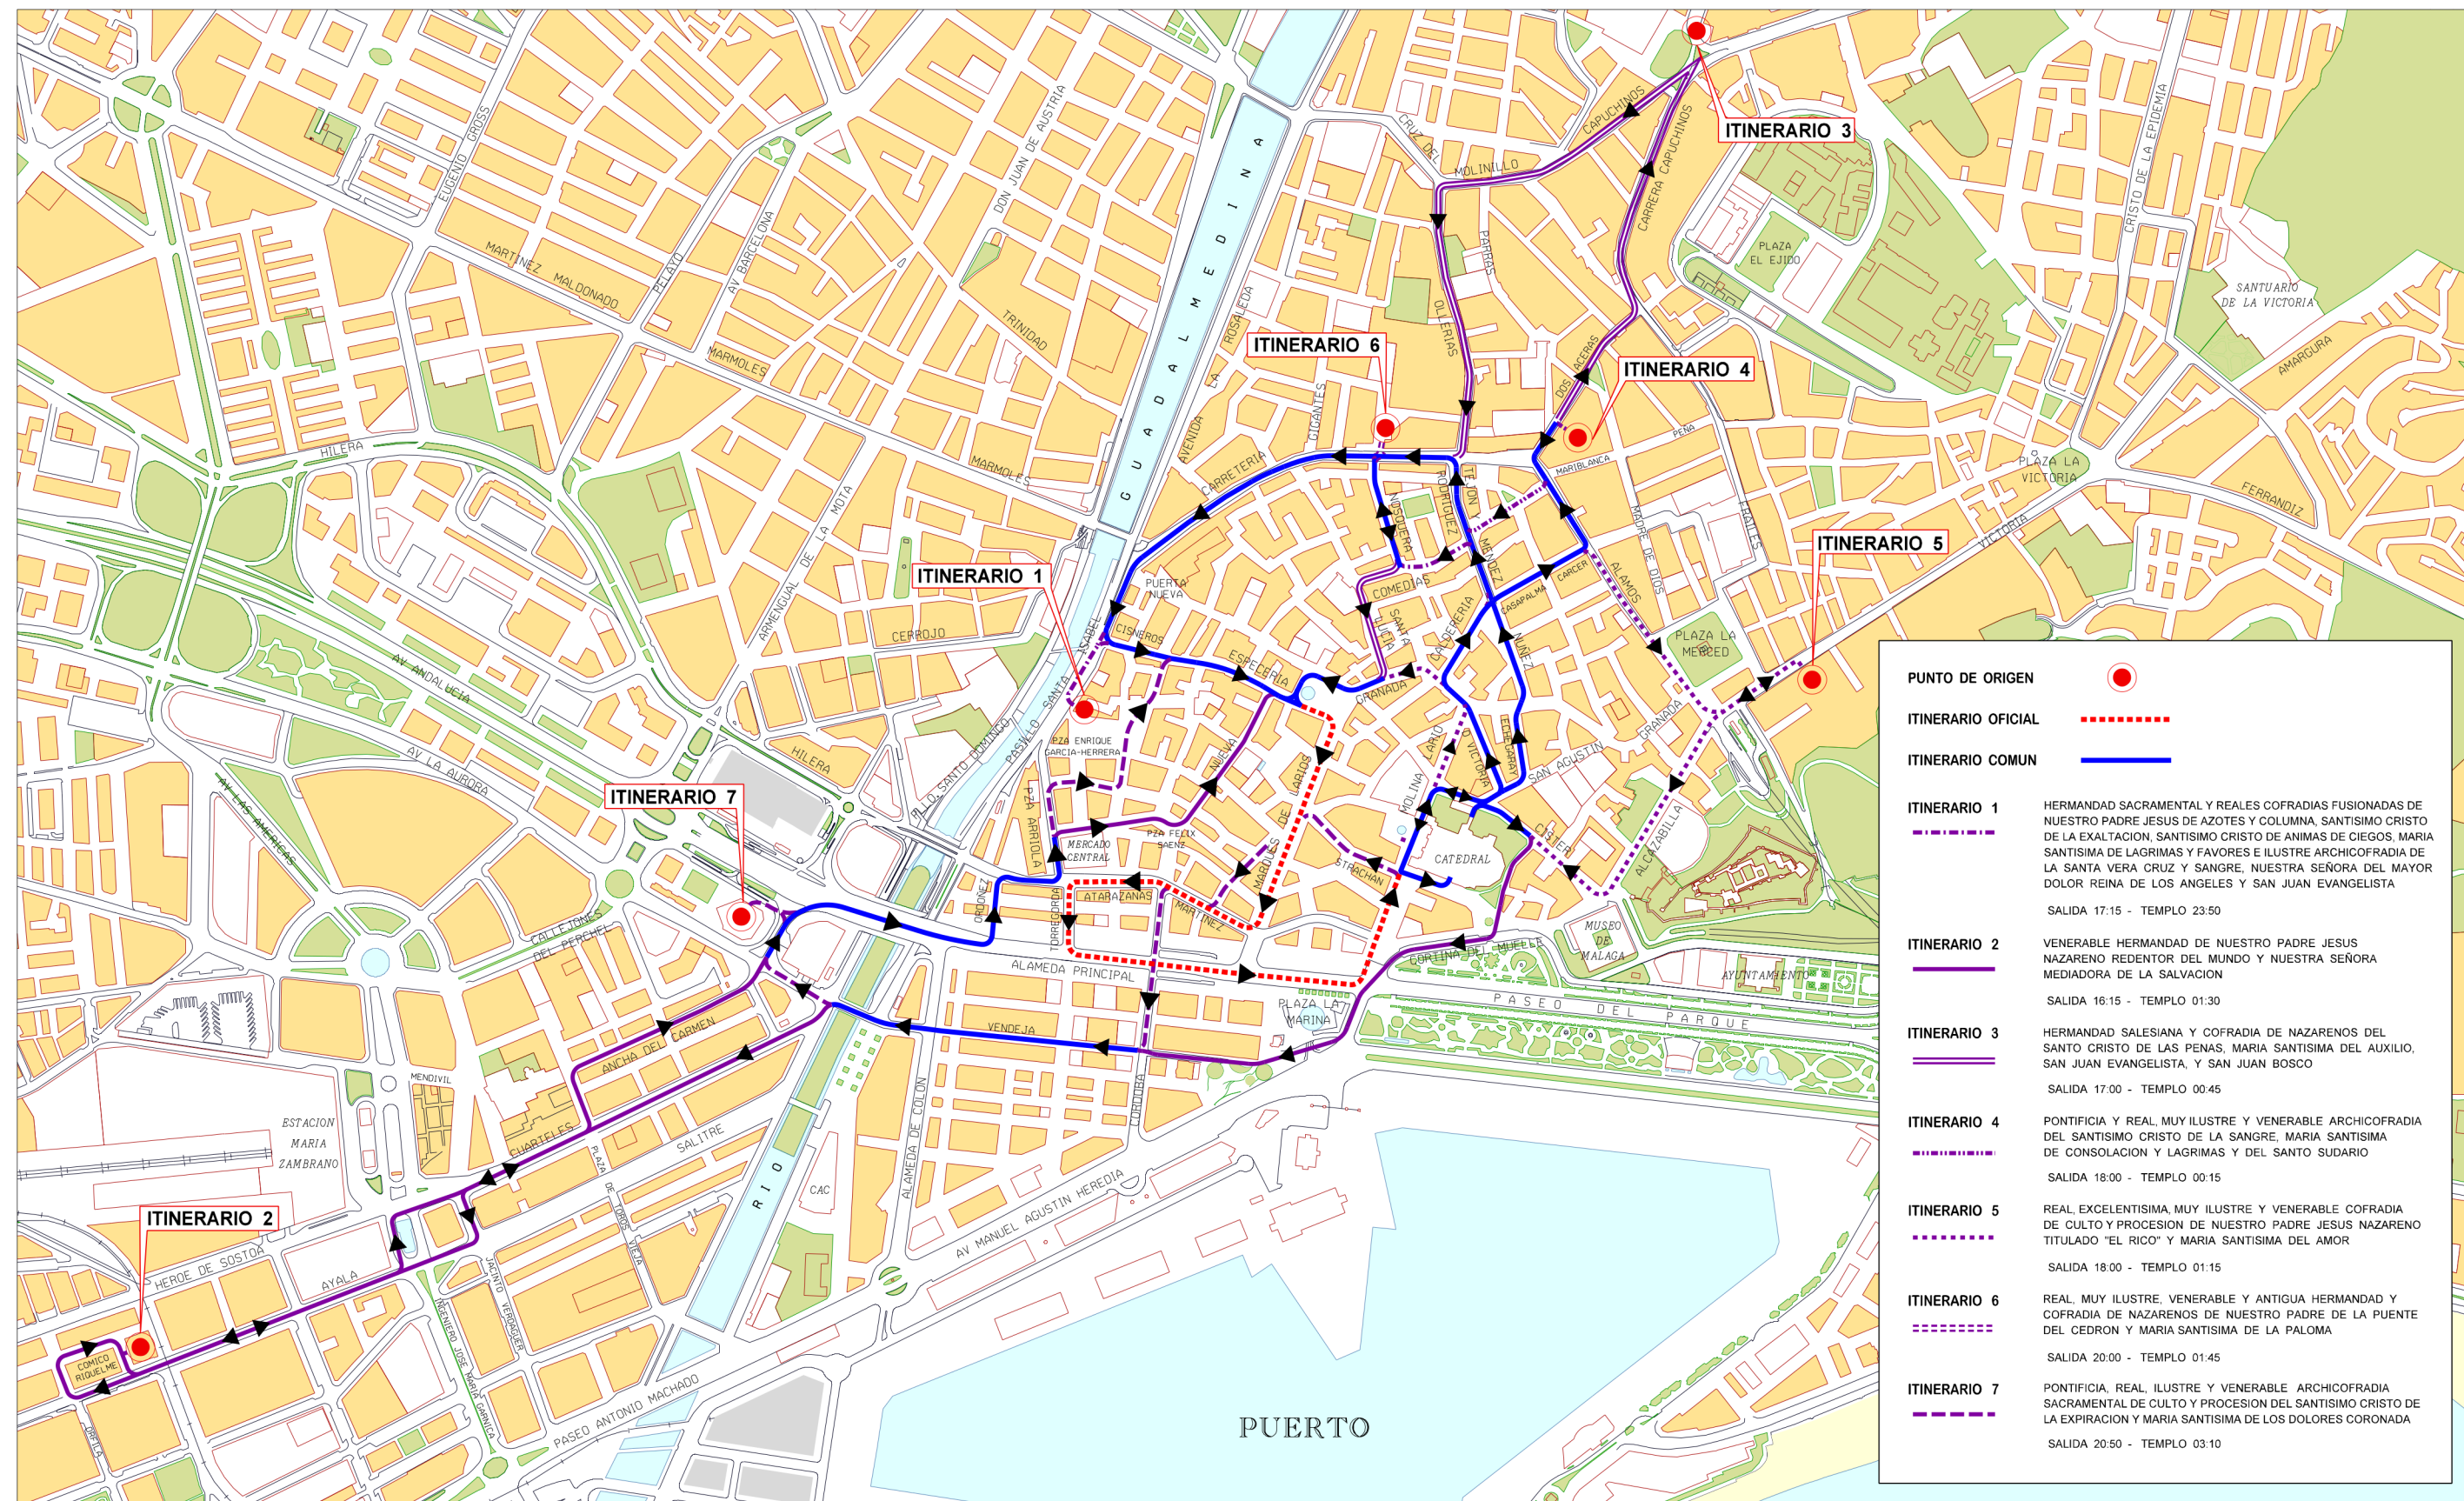 EUGENIO GROSS
MARTINEZ MALDONADO
PELAYO
AV BARCELONA
DON JUAN DE AUSTRIA
TRINIDAD
MARMOLES
MARMOLES
HILERA
ARMENGUAL DE LA MOTA
CERROJO
AV ANDALUCIA
AV LA AURORA
AV LAS AMERICAS
HILERA
GUADALMEDINA
AVENIDA LA ROSALEDA
CRUZ DEL
MOLINILLO
CAPUCHINOS
CARRERA CAPUCHINOS
ITINERARIO 3
PARRAS
OLLERIAS
GIGANTES
ITINERARIO 6
ITINERARIO 4
DOS ACERAS
PEÑA
MARIBLANCA
PLAZA
EL EJIDO
CRISTO DE LA EPIDEMIA
SANTUARIO
DE LA VICTORIA
AMARGURA
PLAZA LA
VICTORIA
FERRANDIZ
VICTORIA
FRAILES
MADRE DE DIOS
ALAMOS
ITINERARIO 5
PLAZA LA
MERCED
CARRETERIA
NOSQUERA
TEJON Y
RODRIGUEZ
MENDEZ
NUÑEZ
CARCER
CASAPALMA
COMEDIAS
SANTA
LUCIA
CALDERERIA
GRANADA
GRANADA
ITINERARIO 1
PUERTA
NUEVA
CISNEROS
ESPECERIA
PASILLO SANTA ISABEL
PLLO SANTO DOMINGO
PZA ENRIQUE
GARCIA-HERRERA
PZA ARRIOLA
NUEVA
MARQUES DE LARIOS
MERCADO
CENTRAL
PZA FELIX
SAENZ
MOLINA LARIO
D VICTORIA
ECHEGARAY
SAN AGUSTIN
CISTER
ALCAZABILLA
CATEDRAL
STRACHAN
ATARAZANAS
MARTINEZ
TORREGORDA
ORDOÑEZ
ALAMEDA PRINCIPAL
CORTINA DEL MUELLE
MUSEO
DE
MALAGA
AYUNTAMIENTO
PASEO DEL PARQUE
PLAZA LA
MARINA
VENDEJA
CORDOBA
ALAMEDA DE COLON
AV MANUEL AGUSTIN HEREDIA
ITINERARIO 7
CALLEJONES
DEL PERCHEL
ANCHA DEL CARMEN
MENDIVIL
CUARTELES
SALITRE
PLAZA DE TOROS VIEJA
ESTACION
MARIA
ZAMBRANO
RIO
CAC
ITINERARIO 2
HEROE DE SOSTOA
AYALA
COMICO
RIQUELME
ORFILA
INGENIERO JOSE MARIA GARNICA
JACINTO VERDAGUER
PASEO ANTONIO MACHADO
PUERTO
PUNTO DE ORIGEN
ITINERARIO OFICIAL
ITINERARIO COMUN
ITINERARIO 1
HERMANDAD SACRAMENTAL Y REALES COFRADIAS FUSIONADAS DE
NUESTRO PADRE JESUS DE AZOTES Y COLUMNA, SANTISIMO CRISTO
DE LA EXALTACION, SANTISIMO CRISTO DE ANIMAS DE CIEGOS, MARIA
SANTISIMA DE LAGRIMAS Y FAVORES E ILUSTRE ARCHICOFRADIA DE
LA SANTA VERA CRUZ Y SANGRE, NUESTRA SEÑORA DEL MAYOR
DOLOR REINA DE LOS ANGELES Y SAN JUAN EVANGELISTA
SALIDA 17:15 - TEMPLO 23:50
ITINERARIO 2
VENERABLE HERMANDAD DE NUESTRO PADRE JESUS
NAZARENO REDENTOR DEL MUNDO Y NUESTRA SEÑORA
MEDIADORA DE LA SALVACION
SALIDA 16:15 - TEMPLO 01:30
ITINERARIO 3
HERMANDAD SALESIANA Y COFRADIA DE NAZARENOS DEL
SANTO CRISTO DE LAS PENAS, MARIA SANTISIMA DEL AUXILIO,
SAN JUAN EVANGELISTA, Y SAN JUAN BOSCO
SALIDA 17:00 - TEMPLO 00:45
ITINERARIO 4
PONTIFICIA Y REAL, MUY ILUSTRE Y VENERABLE ARCHICOFRADIA
DEL SANTISIMO CRISTO DE LA SANGRE, MARIA SANTISIMA
DE CONSOLACION Y LAGRIMAS Y DEL SANTO SUDARIO
SALIDA 18:00 - TEMPLO 00:15
ITINERARIO 5
REAL, EXCELENTISIMA, MUY ILUSTRE Y VENERABLE COFRADIA
DE CULTO Y PROCESION DE NUESTRO PADRE JESUS NAZARENO
TITULADO "EL RICO" Y MARIA SANTISIMA DEL AMOR
SALIDA 18:00 - TEMPLO 01:15
ITINERARIO 6
REAL, MUY ILUSTRE, VENERABLE Y ANTIGUA HERMANDAD Y
COFRADIA DE NAZARENOS DE NUESTRO PADRE DE LA PUENTE
DEL CEDRON Y MARIA SANTISIMA DE LA PALOMA
SALIDA 20:00 - TEMPLO 01:45
ITINERARIO 7
PONTIFICIA, REAL, ILUSTRE Y VENERABLE ARCHICOFRADIA
SACRAMENTAL DE CULTO Y PROCESION DEL SANTISIMO CRISTO DE
LA EXPIRACION Y MARIA SANTISIMA DE LOS DOLORES CORONADA
SALIDA 20:50 - TEMPLO 03:10